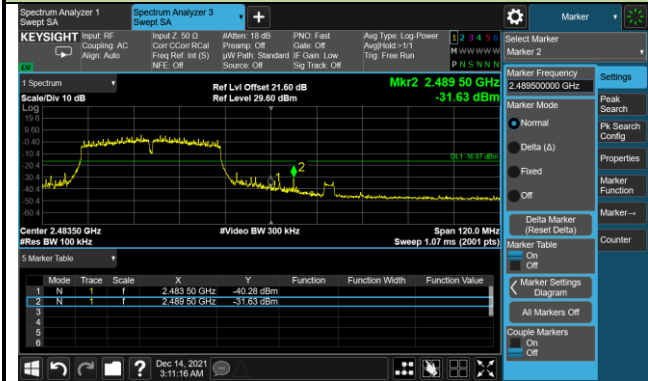 Spectrum Analyzer 1
Swept SA
Spectrum Analyzer 3
Swept SA
Marker
KEYSIGHT
Input: RF
Coupling: AC
Align: Auto
Input Z: 50 Ω
Corr CCorr RCal
Freq Ref: Int (S)
NFE: Off
#Atten: 18 dB
Preamp: Off
µW Path: Standard
Source: Off
PNO: Fast
Gate: Off
IF Gain: Low
Sig Track: Off
Avg Type: Log-Power
Avg|Hold:>1/1
Trig: Free Run
1 2 3 4 5 6
M W W W W W
P N S N N N
Select Marker
Marker 2
1 Spectrum
Scale/Div 10 dB
Ref Lvl Offset 21.60 dB
Ref Level 29.60 dBm
Mkr2 2.489 50 GHz
-31.63 dBm
Log
19.6
9.60
-0.40
-10.4
-20.4
-30.4
-40.4
-50.4
-60.4
DL1 -16.87 dBm
1
2
Center 2.48350 GHz
#Res BW 100 kHz
#Video BW 300 kHz
Span 120.0 MHz
Sweep 1.07 ms (2001 pts)
5 Marker Table
Mode Trace Scale X Y Function Function Width Function Value
1 N 1 f 2.483 50 GHz -40.28 dBm
2 N 1 f 2.489 50 GHz -31.63 dBm
3
4
5
6
Marker Frequency
2.489500000 GHz
Marker Mode
Normal
Delta (Δ)
Fixed
Off
Delta Marker
(Reset Delta)
Marker Table
On
Off
Marker Settings
Diagram
All Markers Off
Couple Markers
On
Off
Settings
Peak
Search
Pk Search
Config
Properties
Marker
Function
Marker→
Counter
?
Dec 14, 2021
3:11:16 AM